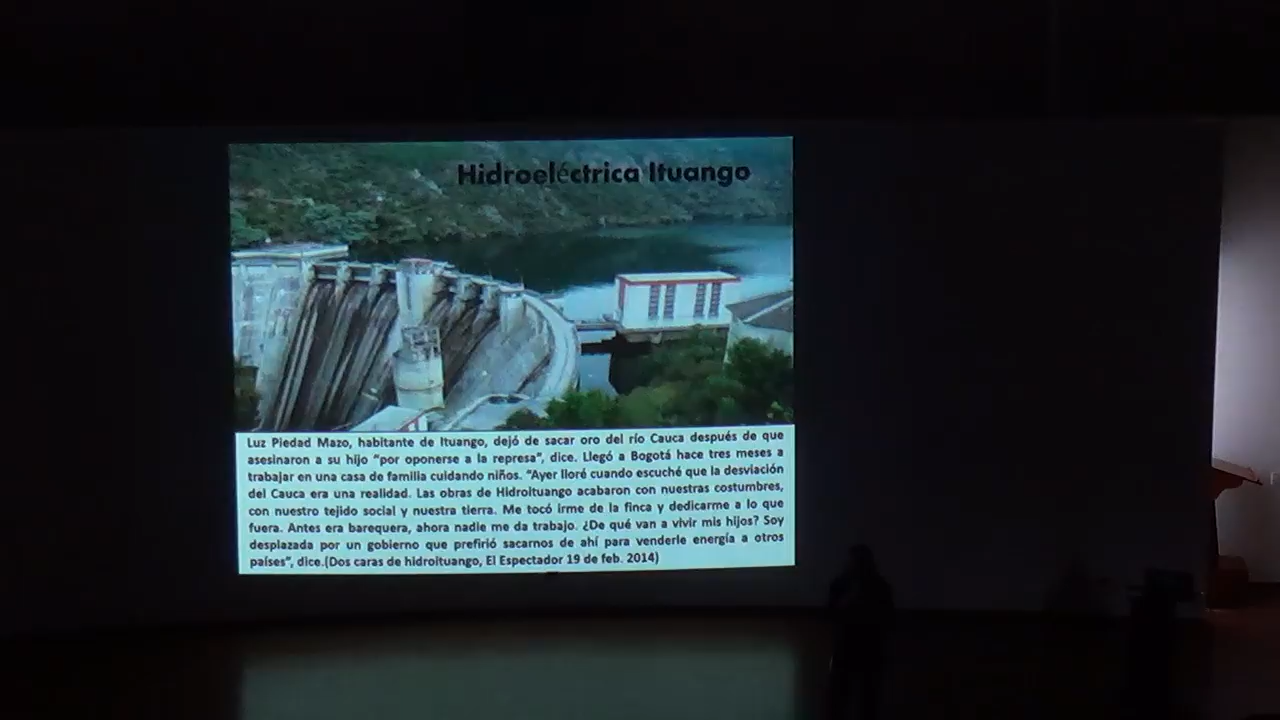 Hidroeléctrica Ituango
Luz Piedad Mazo, habitante de Ituango, dejó de sacar oro del río Cauca después de que
asesinaron a su hijo "por oponerse a la represa", dice. Llegó a Bogotá hace tres meses a
trabajar en una casa de familia cuidando niños. "Ayer lloré cuando escuché que la desviación
del Cauca era una realidad. Las obras de Hidroituango acabaron con nuestras costumbres,
con nuestro tejido social y nuestra tierra. Me tocó irme de la finca y dedicarme a lo que
fuera. Antes era barequera, ahora nadie me da trabajo. ¿De qué van a vivir mis hijos? Soy
desplazada por un gobierno que prefirió sacarnos de ahí para venderle energía a otros
países", dice.(Dos caras de hidroituango, El Espectador 19 de feb. 2014)